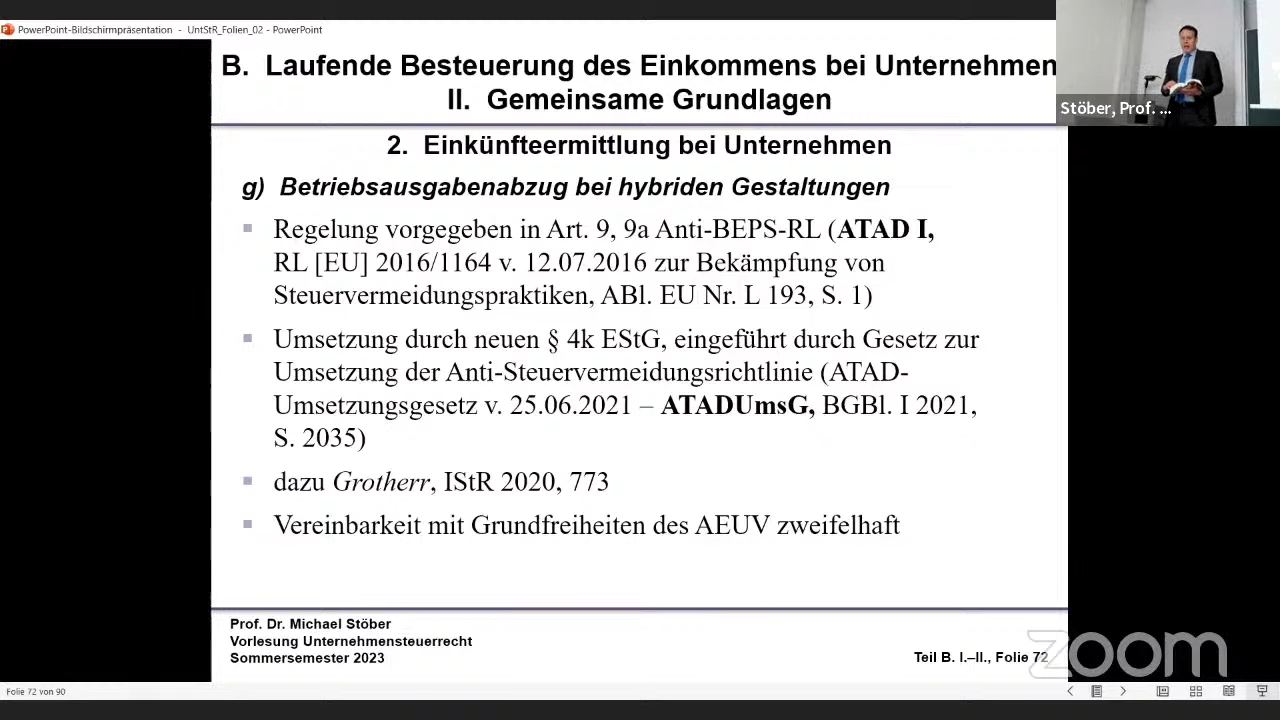 PowerPoint-Bildschirmpräsentation - UntStR_Folien_02 - PowerPoint
B. Laufende Besteuerung des Einkommens bei Unternehmen
II. Gemeinsame Grundlagen
Stöber, Prof. ...
2. Einkünfteermittlung bei Unternehmen
g) Betriebsausgabenabzug bei hybriden Gestaltungen
Regelung vorgegeben in Art. 9, 9a Anti-BEPS-RL (ATAD I,
RL [EU] 2016/1164 v. 12.07.2016 zur Bekämpfung von
Steuervermeidungspraktiken, ABl. EU Nr. L 193, S. 1)
Umsetzung durch neuen § 4k EStG, eingeführt durch Gesetz zur
Umsetzung der Anti-Steuervermeidungsrichtlinie (ATAD-
Umsetzungsgesetz v. 25.06.2021 – ATADUmsG, BGBl. I 2021,
S. 2035)
dazu Grotherr, IStR 2020, 773
Vereinbarkeit mit Grundfreiheiten des AEUV zweifelhaft
Prof. Dr. Michael Stöber
Vorlesung Unternehmensteuerrecht
Sommersemester 2023
Teil B. I.–II., Folie 72
zoom
Folie 72 von 90